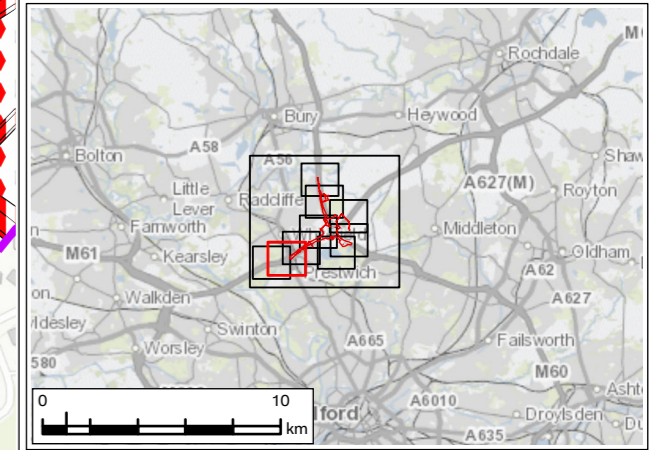 Rochdale
Bury
Heywood
A58
Bolton
A56
Shaw
A627(M)
Little
Lever
Radcliffe
Royton
Farnworth
Middleton
M61
Kearsley
Oldham
A62
Prestwich
Walkden
A627
Swinton
A665
Failsworth
Worsley
580
M60
0
10
km
A6010
Droylsden
A635